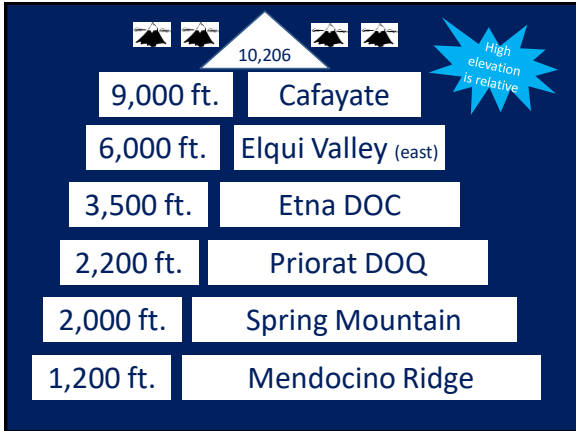 10,206
High
elevation
is relative
9,000 ft. Cafayate
6,000 ft. Elqui Valley (east)
3,500 ft. Etna DOC
2,200 ft. Priorat DOQ
2,000 ft. Spring Mountain
1,200 ft. Mendocino Ridge